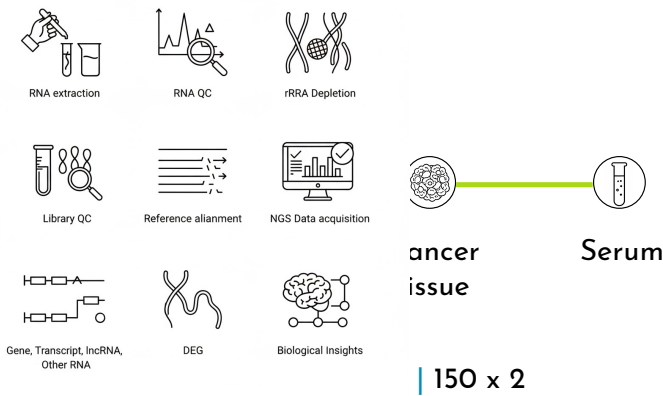 RNA extraction
RNA QC
rRRA Depletion
Library QC
Reference alianment
NGS Data acquisition
Gene, Transcript, lncRNA,
Other RNA
DEG
Biological Insights
ancer
issue
Serum
| 150 x 2